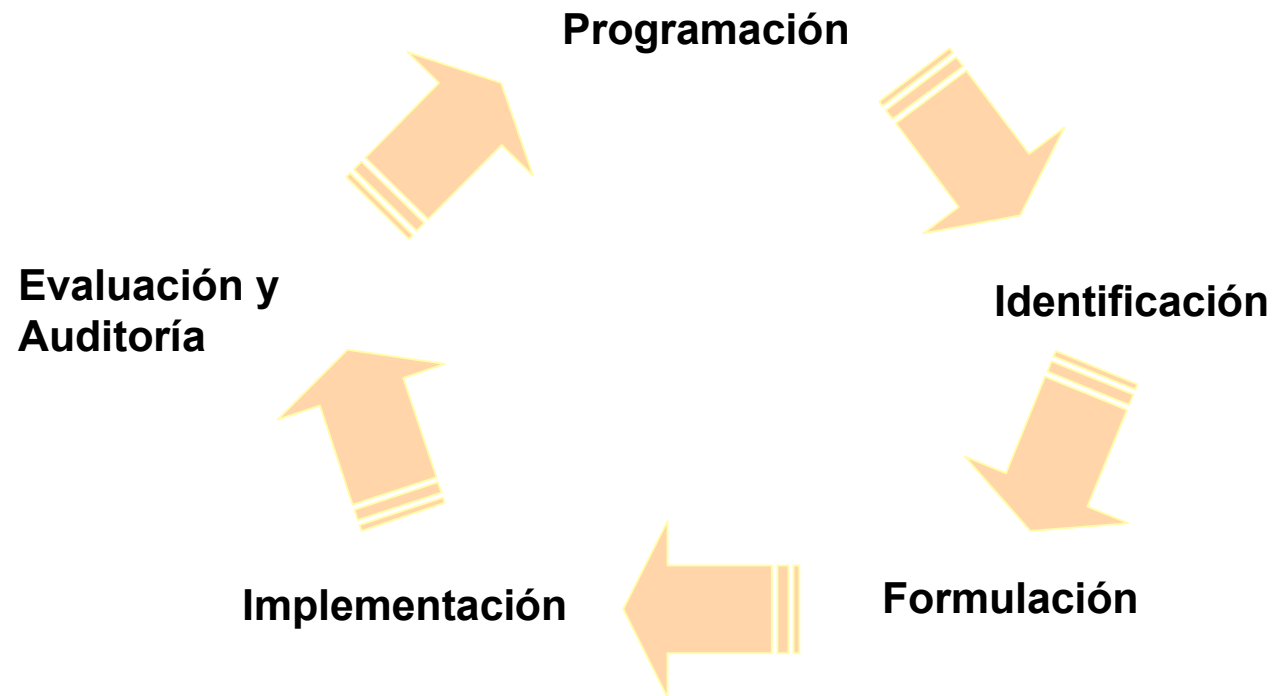 Programación
Identificación
Formulación
Implementación
Evaluación y
Auditoría